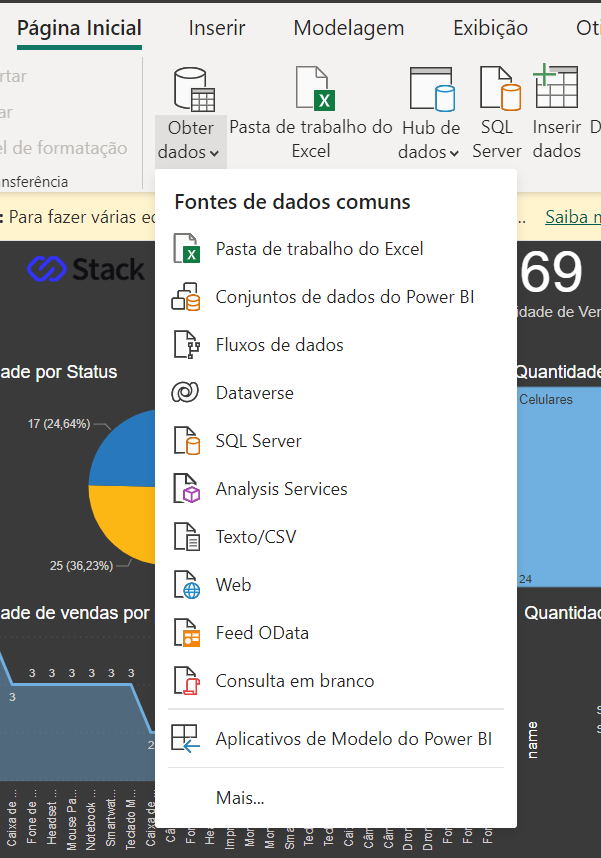 Página Inicial Inserir Modelagem Exibição
Obter dados
Pasta de trabalho do Excel
Hub de dados
SQL Server
Inserir dados
rtar
ar
el de formatação
nsferência
: Para fazer várias ... Saiba
Fontes de dados comuns
Pasta de trabalho do Excel
Conjuntos de dados do Power BI
Fluxos de dados
Dataverse
SQL Server
Analysis Services
Texto/CSV
Web
Feed OData
Consulta em branco
Aplicativos de Modelo do Power BI
Mais...
Stack
69
idade de Ven
ade por Status
17 (24,64%)
25 (36,23%)
Quantidade
Celulares
24
ade de vendas por
3 3 3 3 3 3
3
2
Caixa de ...
Fone de ...
Headset ...
Mouse Pa...
Notebook ...
Smartwat...
Teclado M...
Caixa de ...
Quantidad
name